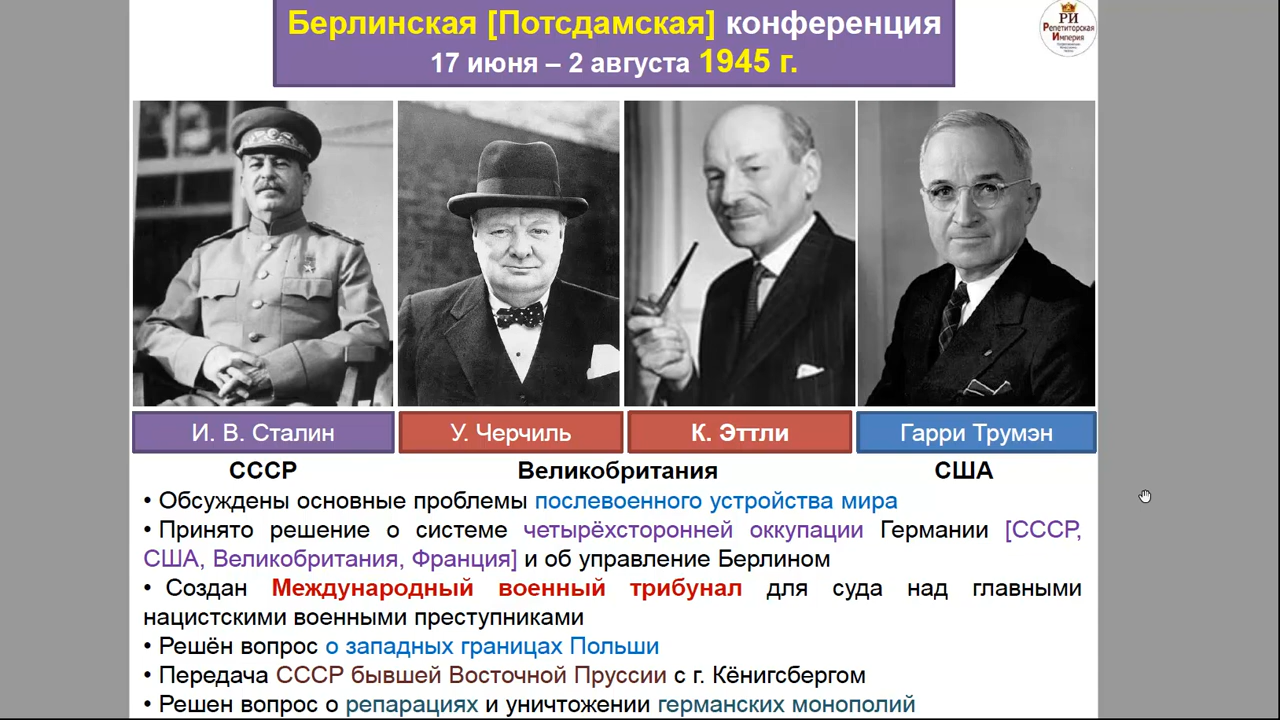 Берлинская [Потсдамская] конференция
17 июня – 2 августа 1945 г.
РИ
Репетиторская
Империя
И. В. Сталин
У. Черчиль
К. Эттли
Гарри Трумэн
СССР
Великобритания
США
• Обсуждены основные проблемы послевоенного устройства мира
• Принято решение о системе четырёхсторонней оккупации Германии [СССР,
США, Великобритания, Франция] и об управление Берлином
• Создан Международный военный трибунал для суда над главными
нацистскими военными преступниками
• Решён вопрос о западных границах Польши
• Передача СССР бывшей Восточной Пруссии с г. Кёнигсбергом
• Решен вопрос о репарациях и уничтожении германских монополий